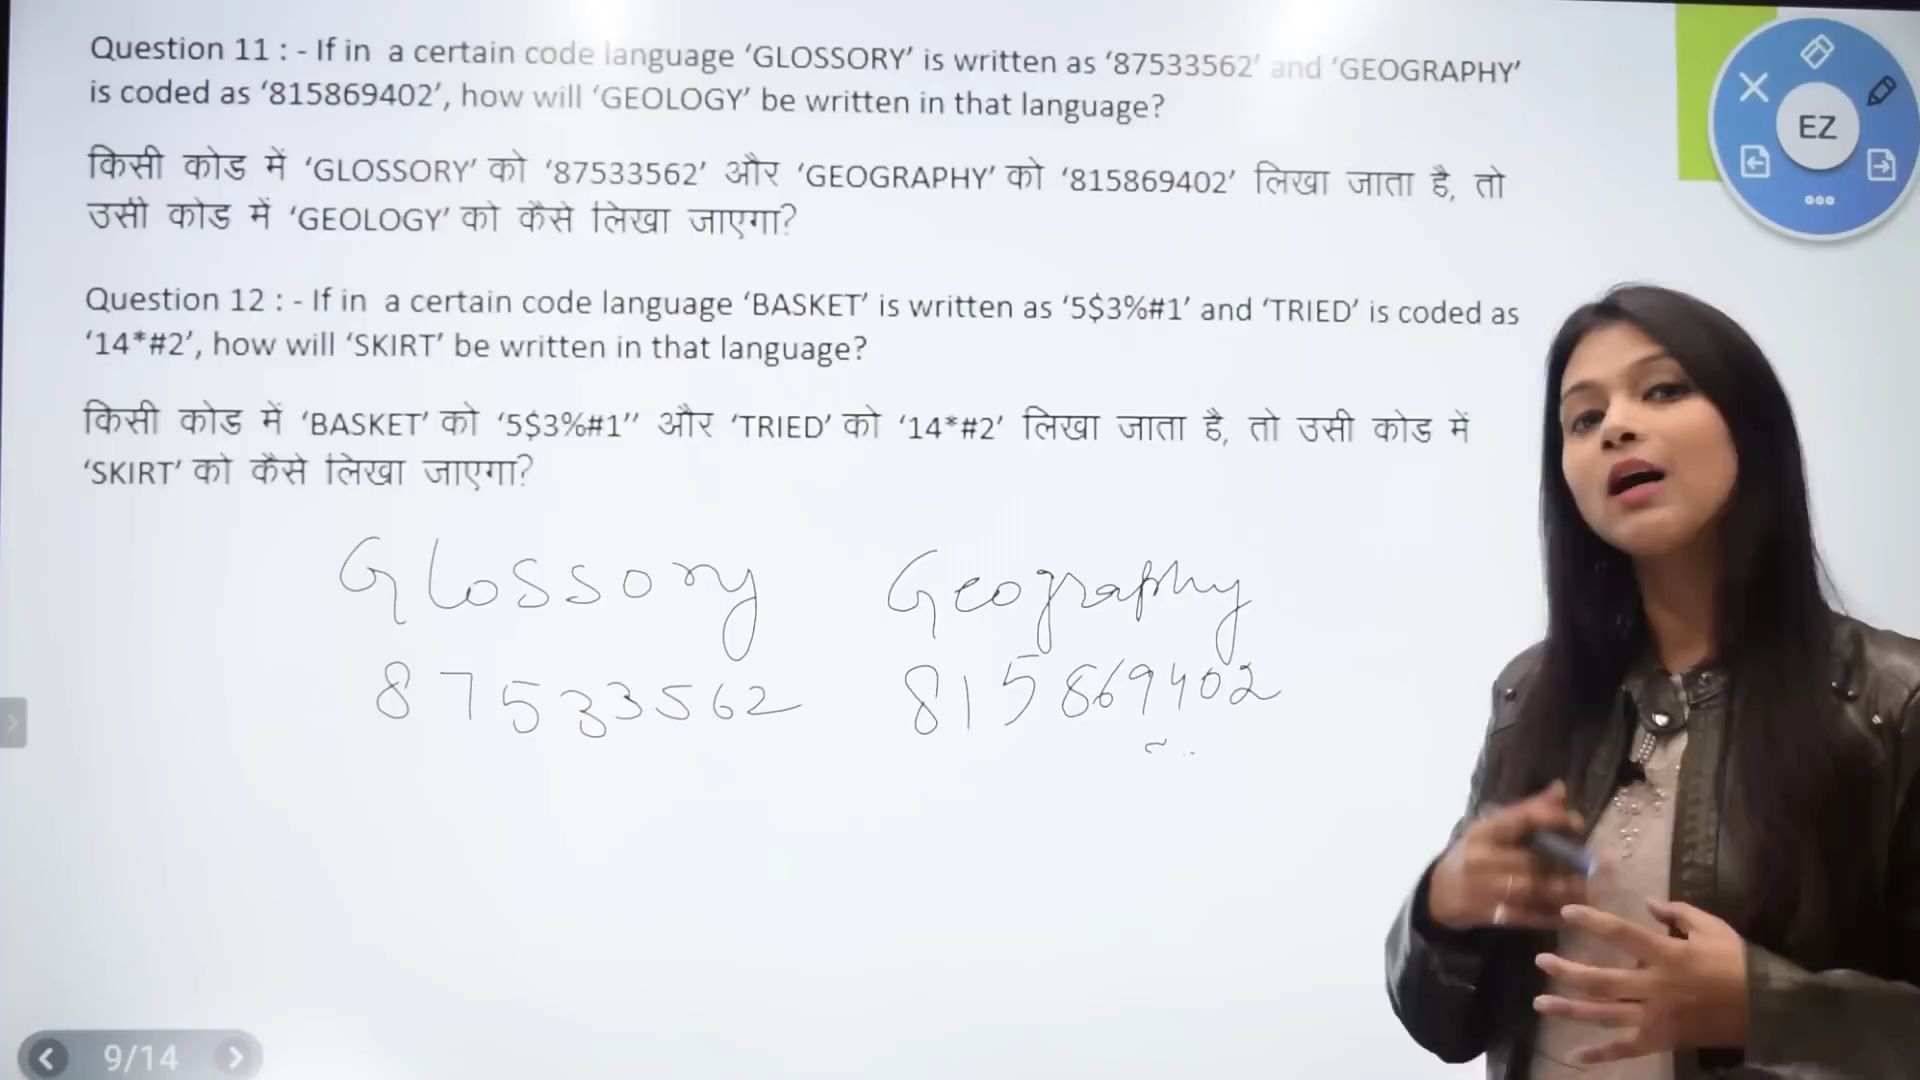 Question 11 : - If in a certain code language ‘GLOSSORY’ is written as ‘87533562’ and ‘GEOGRAPHY’
is coded as ‘815869402’, how will ‘GEOLOGY’ be written in that language?
किसी कोड में ‘GLOSSORY’ को ‘87533562’ और ‘GEOGRAPHY’ को ‘815869402’ लिखा जाता है, तो
उसी कोड में ‘GEOLOGY’ को कैसे लिखा जाएगा?
Question 12 : - If in a certain code language ‘BASKET’ is written as ‘5$3%#1’ and ‘TRIED’ is coded as
‘14*#2’, how will ‘SKIRT’ be written in that language?
किसी कोड में ‘BASKET’ को ‘5$3%#1’’ और ‘TRIED’ को ‘14*#2’ लिखा जाता है, तो उसी कोड में
‘SKIRT’ को कैसे लिखा जाएगा?
Glossory Geography
87533562 815869402
EZ
9/14